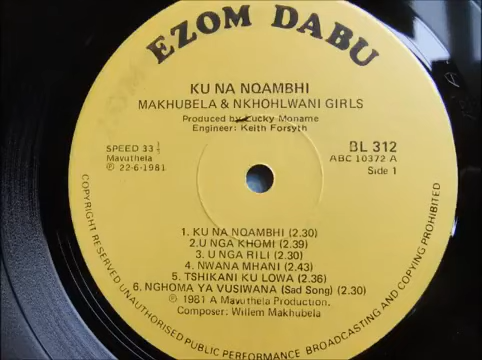 EZOM DABU
KU NA NQAMBHI
MAKHUBELA & NKHOHLWANI GIRLS
Produced by Lucky Moname
Engineer: Keith Forsyth
SPEED 33⅓
Mavuthela
℗ 22-6-1981
BL 312
ABC 10372 A
Side 1
1. KU NA NQAMBHI (2.30)
2.U NGA KHOMI (2.39)
3. U NGA RILI (2.30)
4. NWANA MHANI (2.43)
5. TSHIKANI KU LOWA (2.36)
6. NGHOMA YA VUSIWANA (Sad Song) (2.30)
℗ 1981 A Mavuthela Production.
Composer: Willem Makhubela
COPYRIGHT RESERVED UNAUTHORISED PUBLIC PERFORMANCE BROADCASTING AND COPYING PROHIBITED